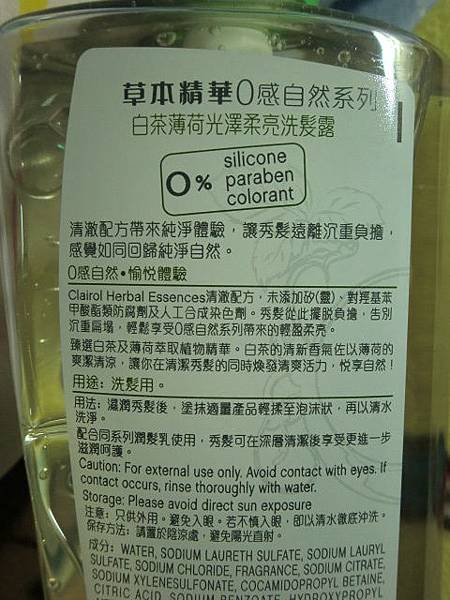 草本精華0感自然系列
白茶薄荷光澤柔亮洗髮露
0% silicone
paraben
colorant
清澈配方帶來純淨體驗，讓秀髮遠離沉重負擔，
感覺如同回歸純淨自然。
0感自然•愉悅體驗
Clairol Herbal Essences清澈配方，未添加矽(靈)、對羥基苯
甲酸酯類防腐劑及人工合成染色劑。秀髮從此擺脫負擔，告別
沉重扁塌，輕鬆享受0感自然系列帶來的輕盈柔亮。
臻選白茶及薄荷萃取植物精華。白茶的清新香氣佐以薄荷的
爽潔清涼，讓你在清潔秀髮的同時煥發清爽活力，悅享自然！
用途: 洗髮用。
用法: 濕潤秀髮後，塗抹適量產品輕揉至泡沫狀，再以清水
洗淨。
配合同系列潤髮乳使用，秀髮可在深層清潔後享受更進一步
滋潤呵護。
Caution: For external use only. Avoid contact with eyes. If
contact occurs, rinse thoroughly with water.
Storage: Please avoid direct sun exposure
注意: 只供外用。避免入眼。若不慎入眼，即以清水徹底沖洗。
保存方法: 請置於陰涼處，避免陽光直射。
成分: WATER, SODIUM LAURETH SULFATE, SODIUM LAURYL
SULFATE, SODIUM CHLORIDE, FRAGRANCE, SODIUM CITRATE,
SODIUM XYLENESULFONATE, COCAMIDOPROPYL BETAINE,
CITRIC ACID, SODIUM BENZOATE, HYDROXYPROPYL